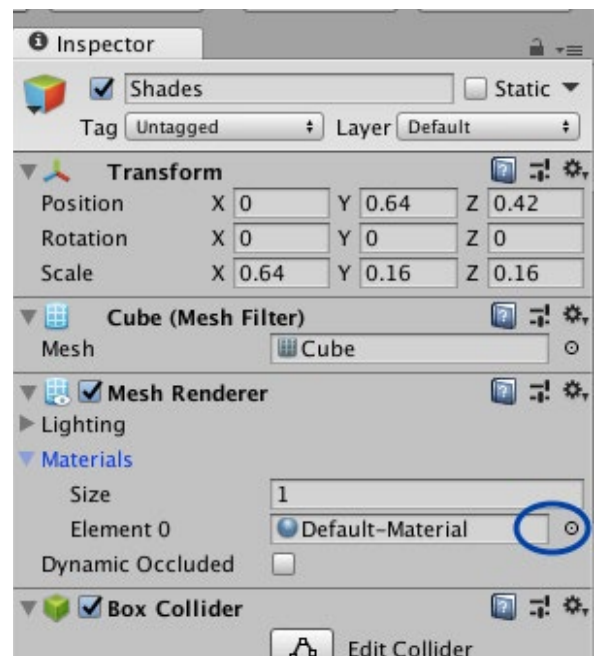 Inspector
Shades Static
Tag Untagged Layer Default
Transform
Position X 0 Y 0.64 Z 0.42
Rotation X 0 Y 0 Z 0
Scale X 0.64 Y 0.16 Z 0.16
Cube (Mesh Filter)
Mesh Cube
Mesh Renderer
Lighting
Materials
Size 1
Element 0 Default-Material
Dynamic Occluded
Box Collider
Edit Collider